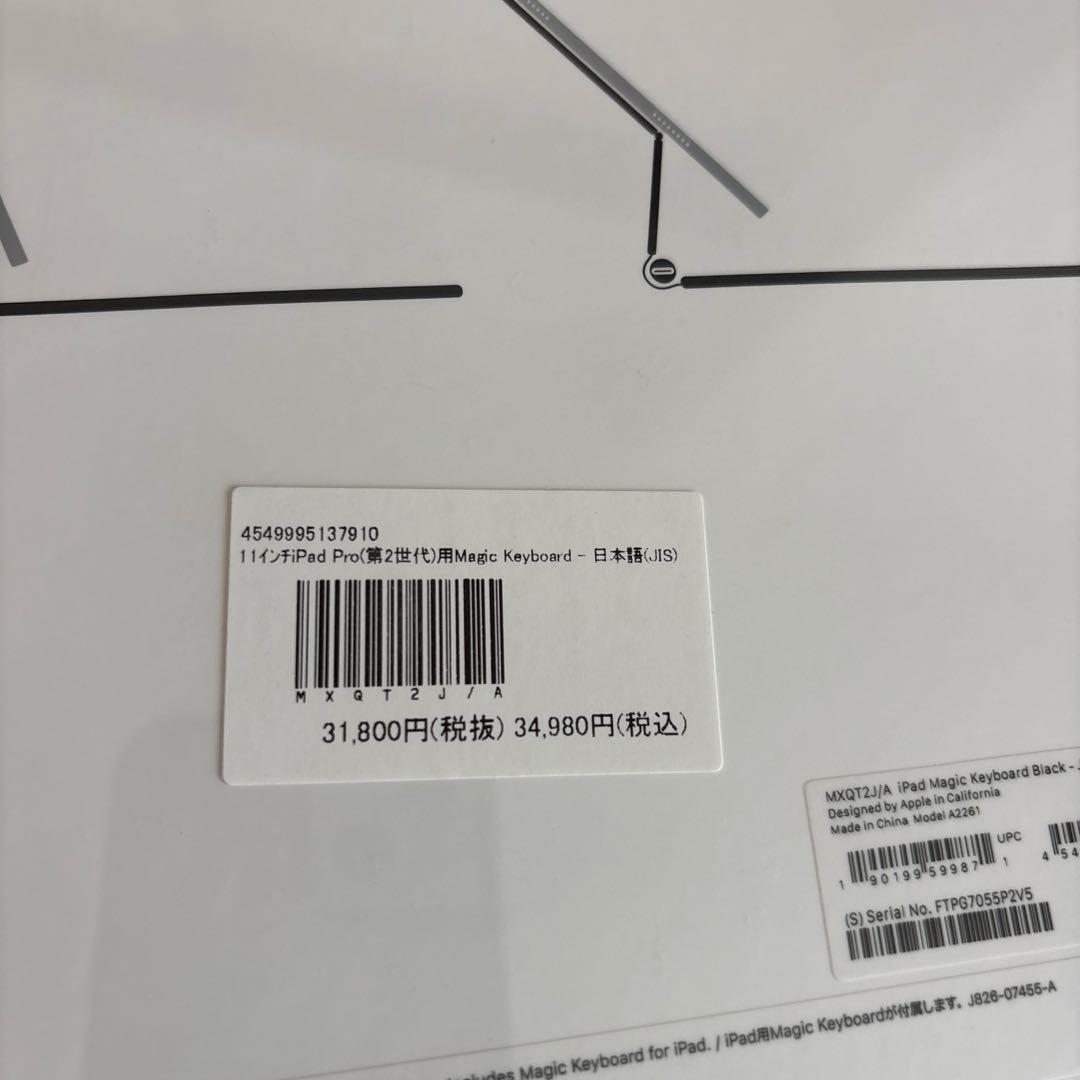 4549995137910
11インチiPad Pro(第2世代)用Magic Keyboard - 日本語(JIS)
MXQT2J/A
31,800円(税抜) 34,980円(税込)
MXQT2J/A iPad Magic Keyboard Black -
Designed by Apple in California
Made in China Model A2261
UPC
1 90199 59987 1
4 54
(S) Serial No. FTPG7055P2V5
Magic Keyboard for iPad. / iPad用Magic Keyboardが付属します。 J826-07455-A